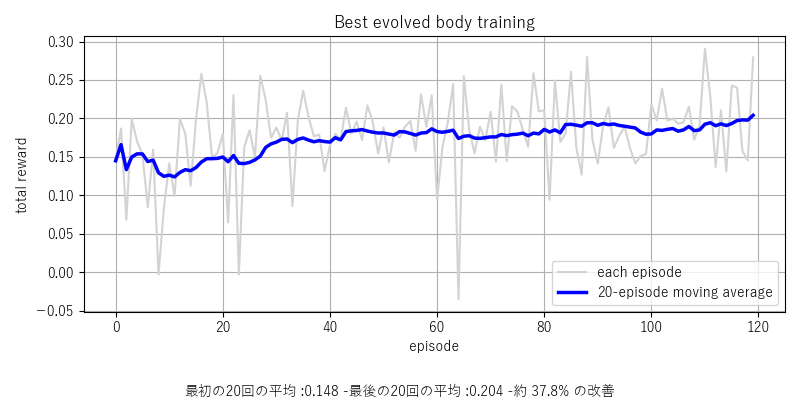 Best evolved body training
total reward
0.30
0.25
0.20
0.15
0.10
0.05
0.00
−0.05
0 20 40 60 80 100 120
episode
each episode
20-episode moving average
最初の20回の平均 :0.148 -最後の20回の平均 :0.204 -約 37.8% の改善